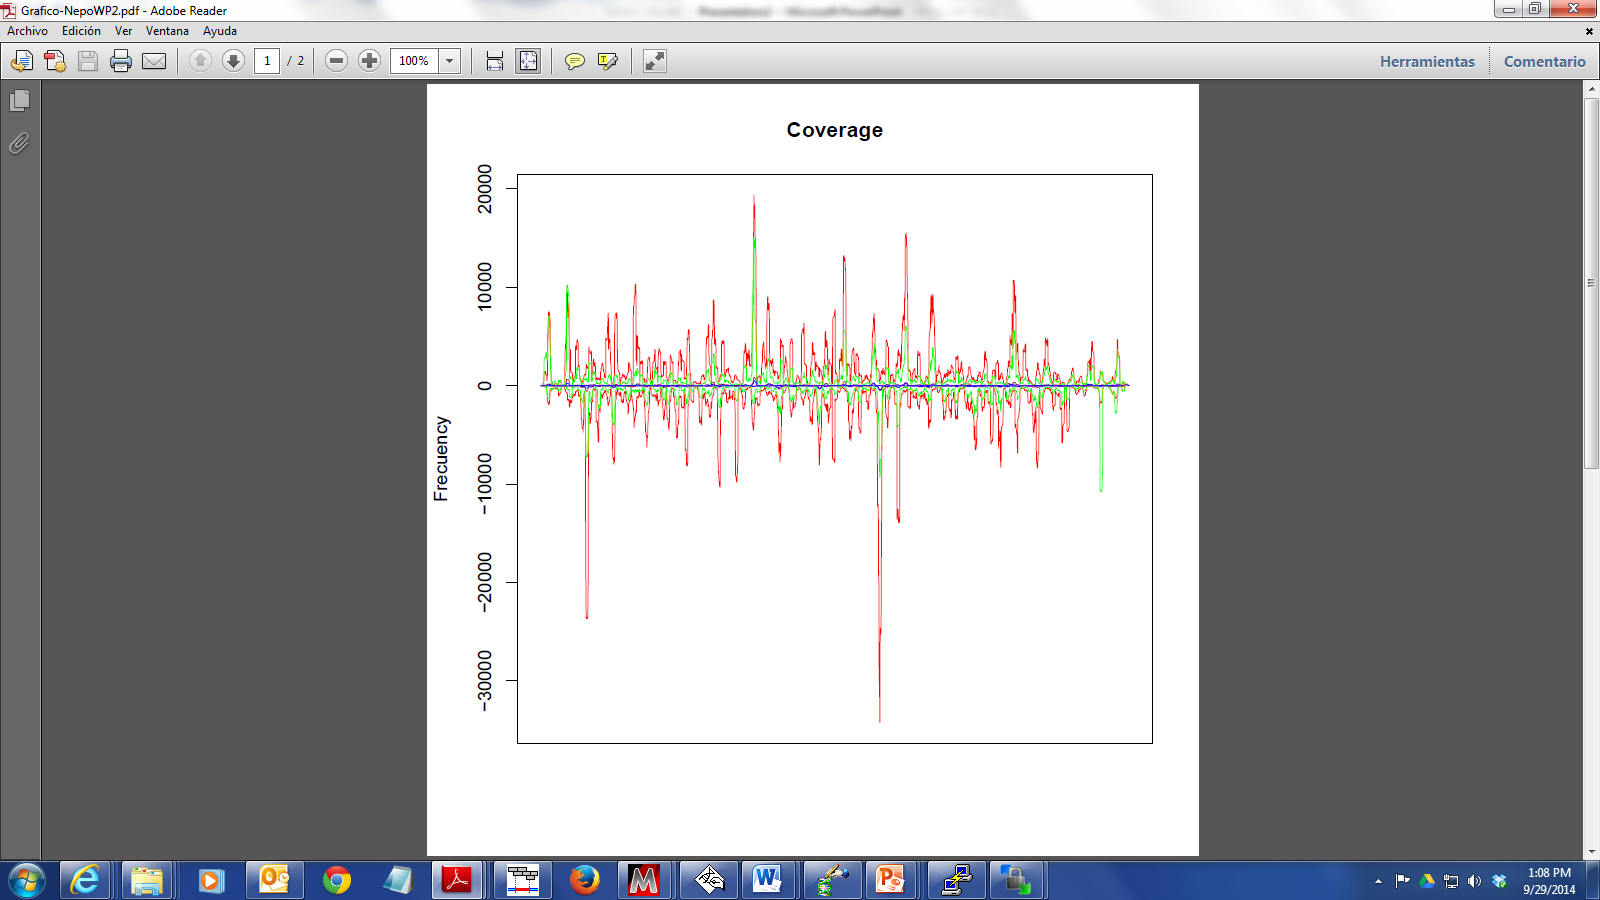 Grafico-NepoWP2.pdf - Adobe Reader
Archivo Edición Ver Ventana Ayuda
1 / 2 100% Herramientas Comentario
Coverage
20000
10000
0
−10000
−20000
−30000
Frecuency
1:08 PM
9/29/2014